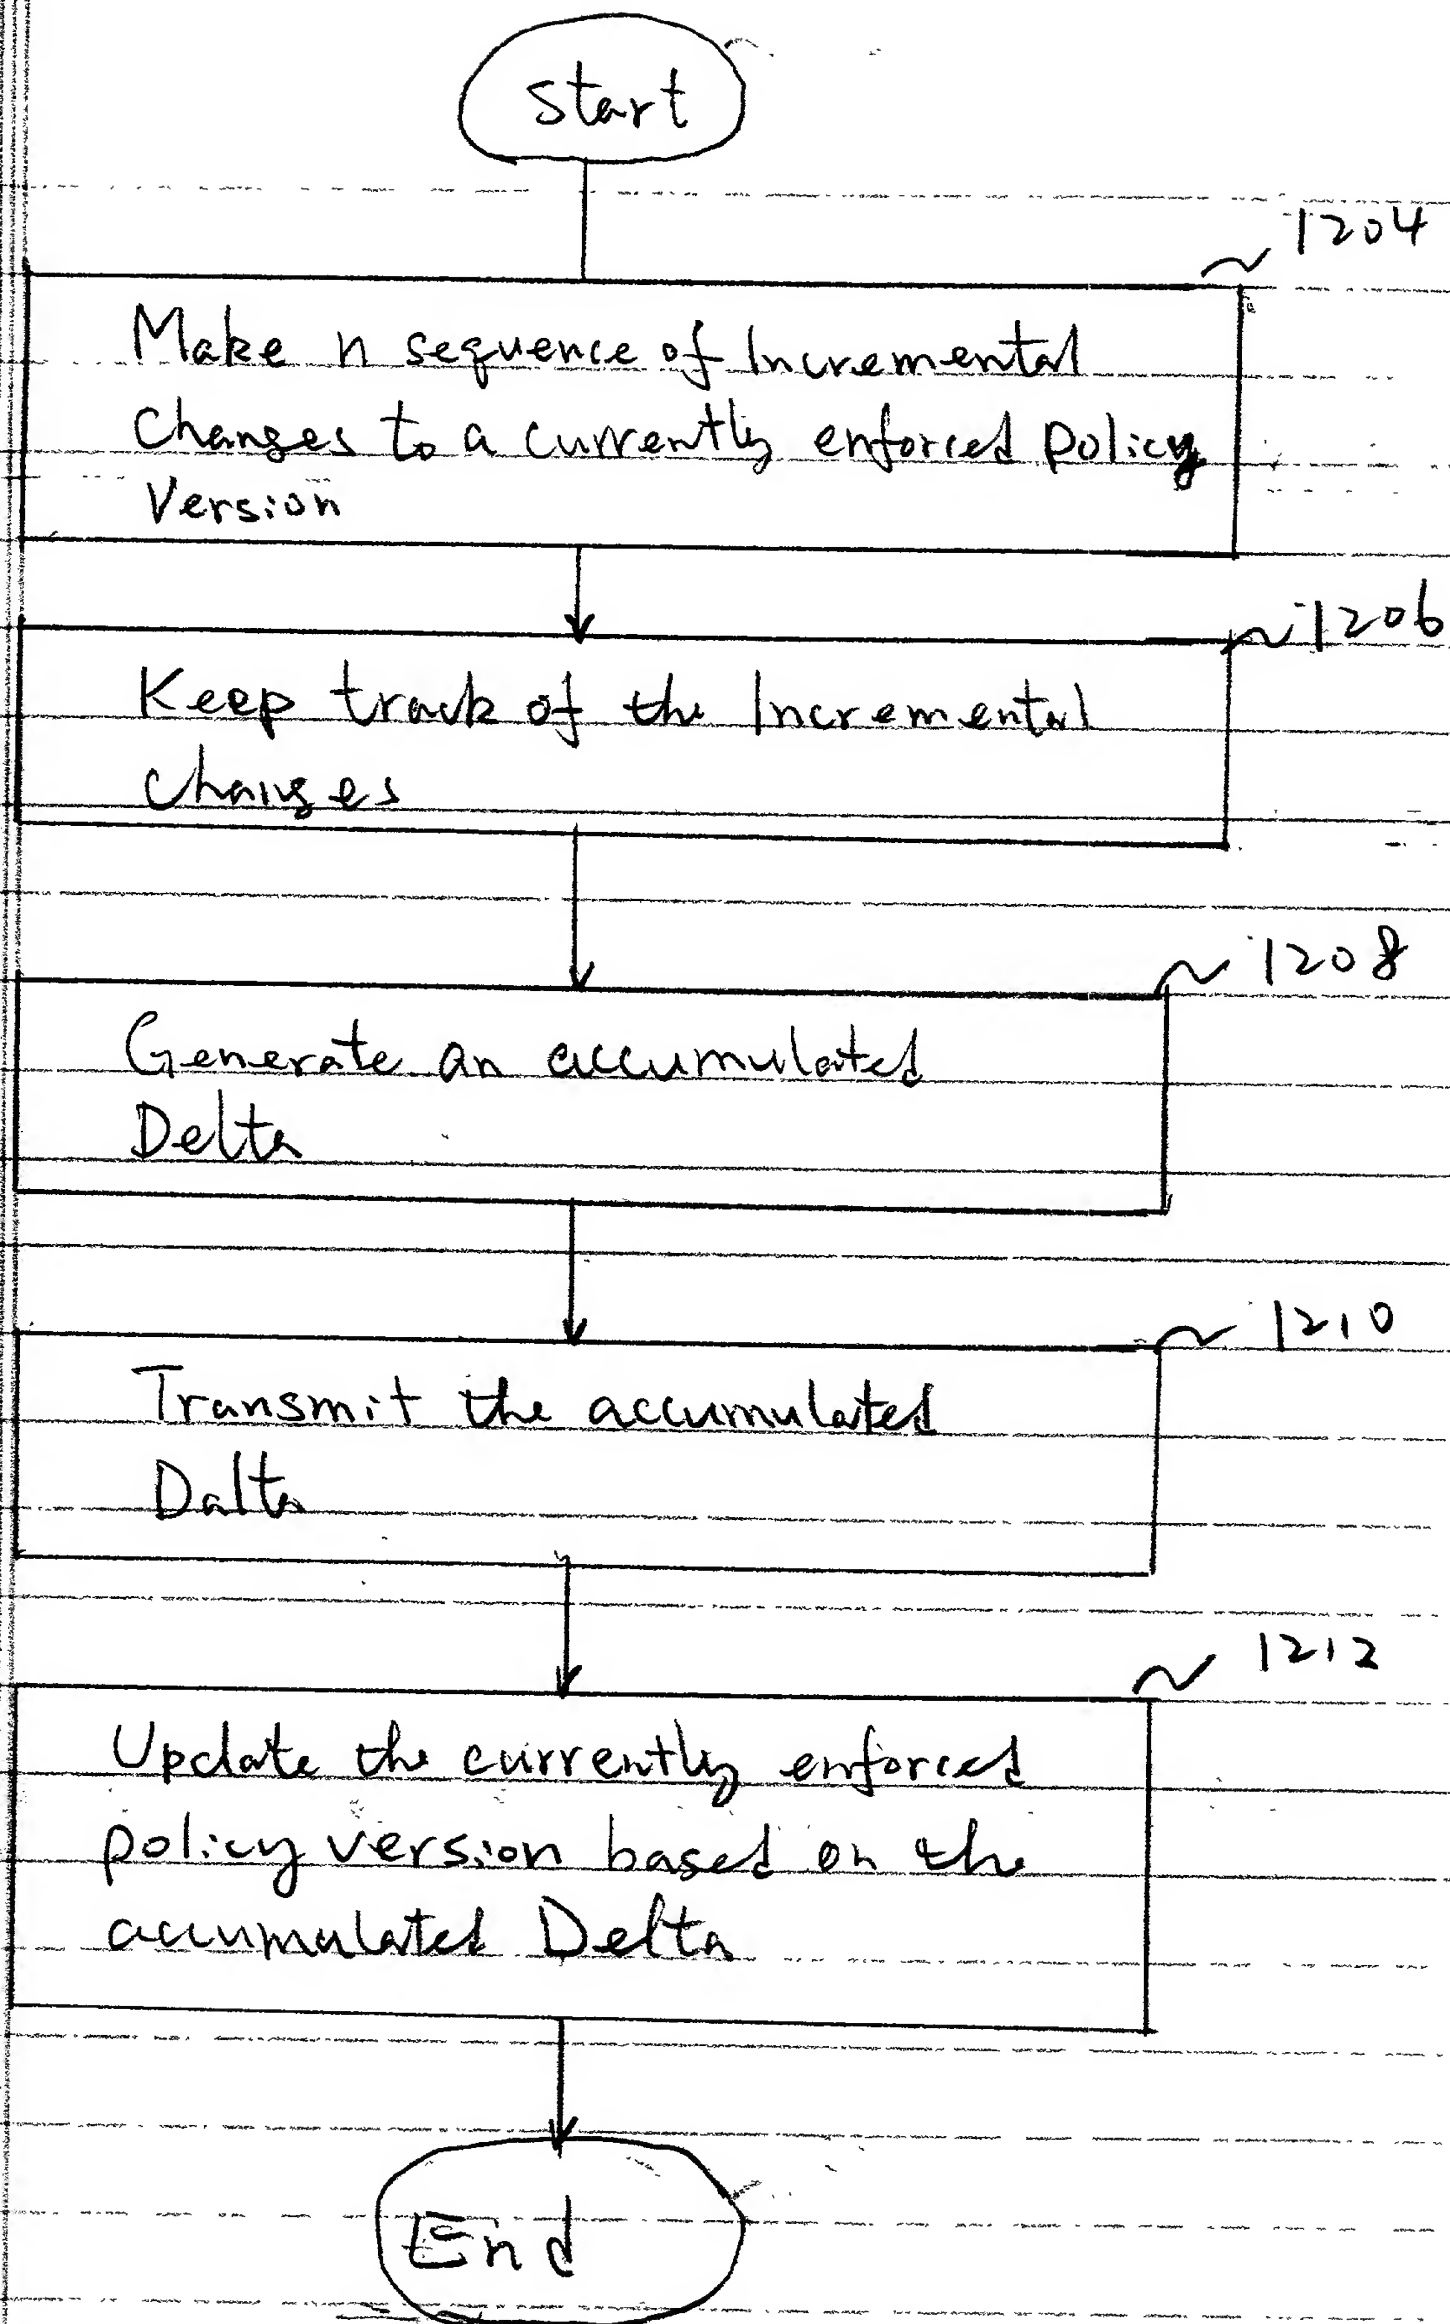 Start
1204
Make n sequence of Incremental
Changes to a currently enforced policy
Version
1206
Keep track of the Incremental
Changes
1208
Generate an accumulated
Delta
1210
Transmit the accumulated
Dalta
1212
Update the currently enforced
policy version based on the
accumulated Delta
End